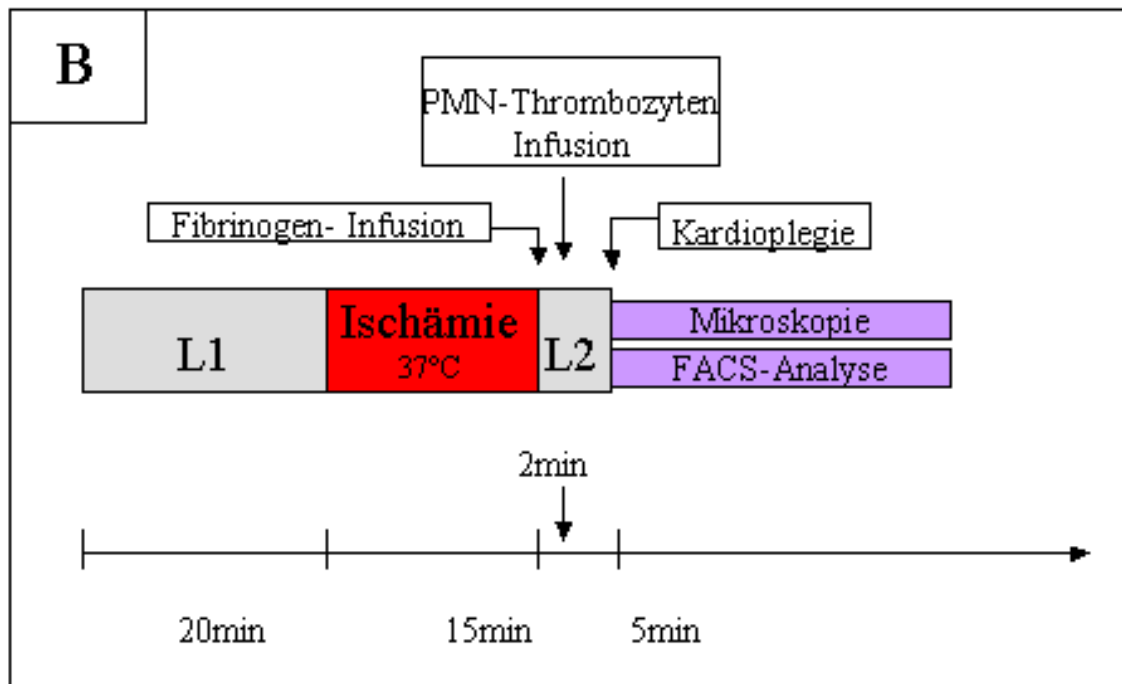 B
PMN-Thrombozyten
Infusion
Fibrinogen- Infusion
Kardioplegie
L1
Ischämie
37°C
L2
Mikroskopie
FACS-Analyse
2min
20min
15min
5min